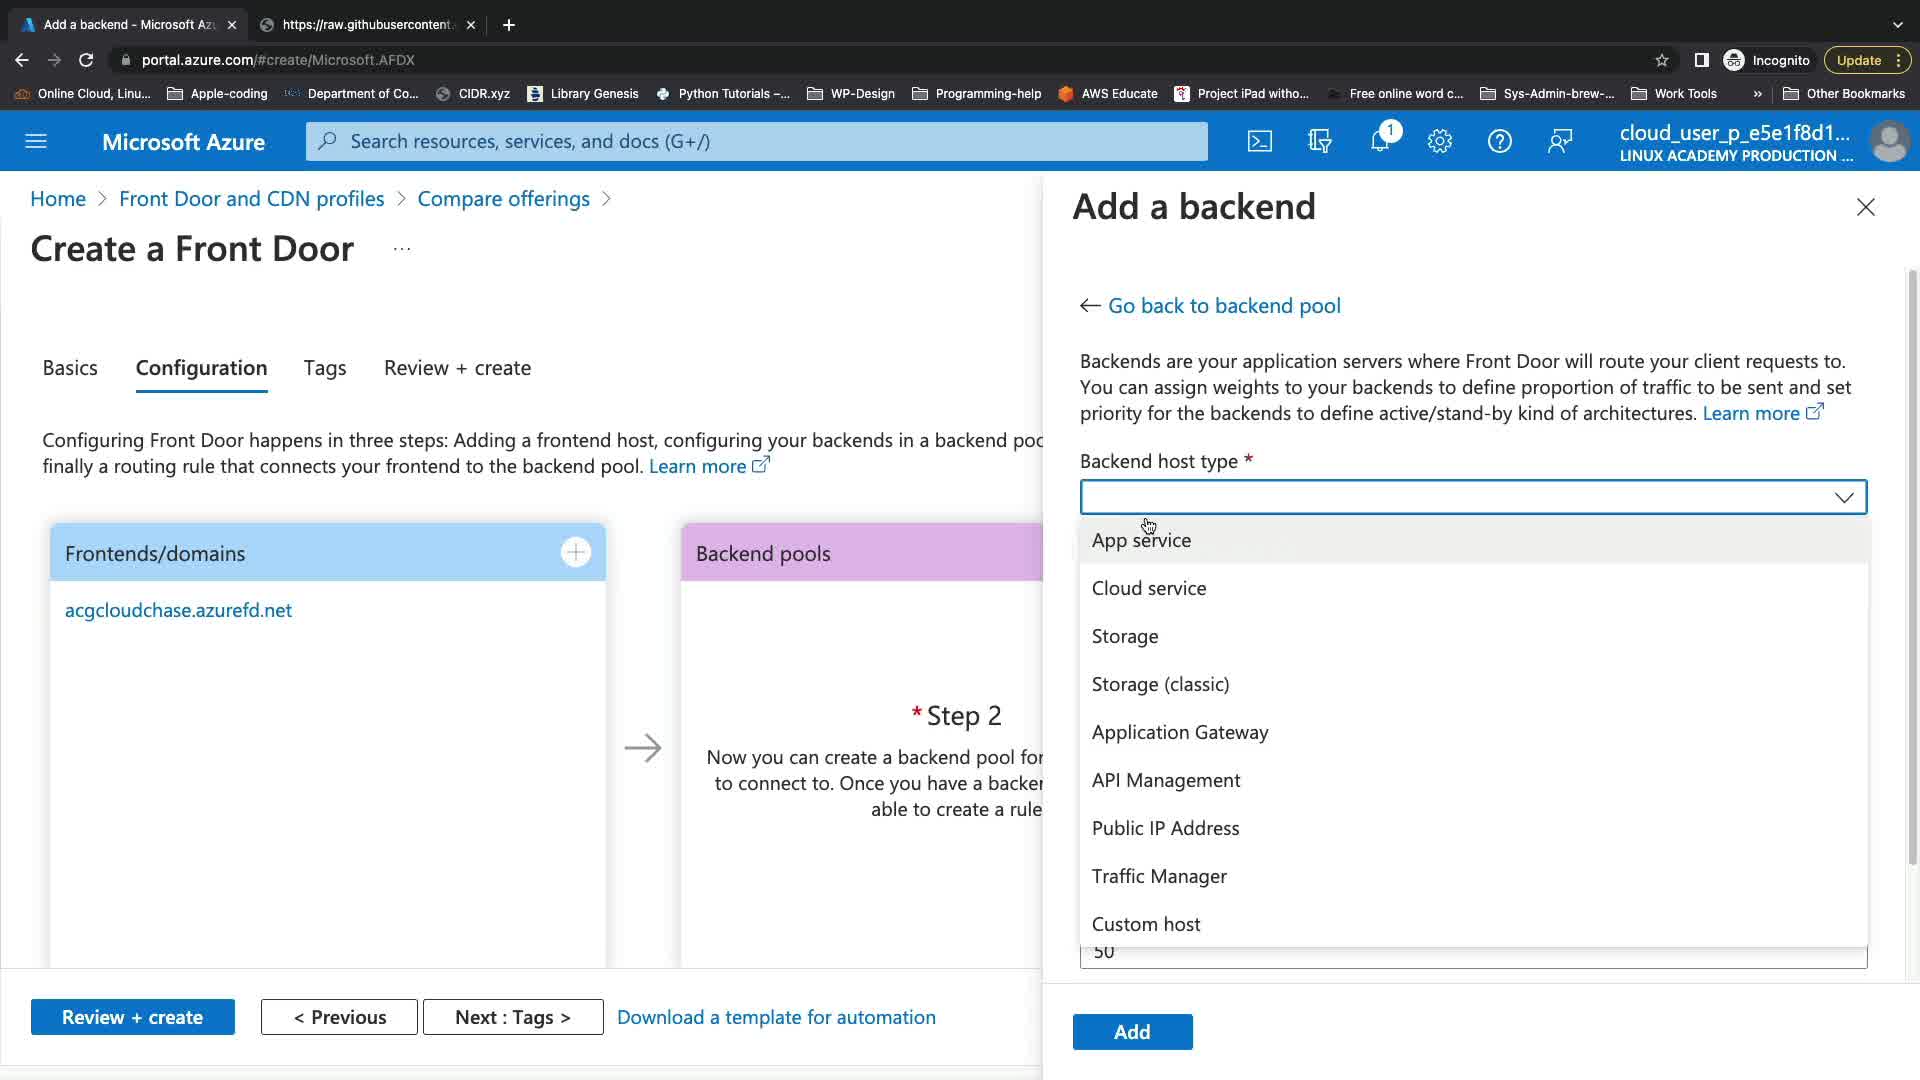 Add a backend - Microsoft Azu
https://raw.githubusercontent.
portal.azure.com/#create/Microsoft.AFDX
Incognito
Update
Online Cloud, Linu...
Apple-coding
Department of Co...
CIDR.xyz
Library Genesis
Python Tutorials –...
WP-Design
Programming-help
AWS Educate
Project iPad witho...
Free online word c...
Sys-Admin-brew-...
Work Tools
»
Other Bookmarks
Microsoft Azure
Search resources, services, and docs (G+/)
1
cloud_user_p_e5e1f8d1...
LINUX ACADEMY PRODUCTION ...
Home > Front Door and CDN profiles > Compare offerings >
Create a Front Door
...
Basics
Configuration
Tags
Review + create
Configuring Front Door happens in three steps: Adding a frontend host, configuring your backends in a backend poo
finally a routing rule that connects your frontend to the backend pool. Learn more
Frontends/domains
acgcloudchase.azurefd.net
Backend pools
* Step 2
Now you can create a backend pool for
to connect to. Once you have a backen
able to create a rule
Review + create
< Previous
Next : Tags >
Download a template for automation
Add a backend
Go back to backend pool
Backends are your application servers where Front Door will route your client requests to.
You can assign weights to your backends to define proportion of traffic to be sent and set
priority for the backends to define active/stand-by kind of architectures. Learn more
Backend host type *
App service
Cloud service
Storage
Storage (classic)
Application Gateway
API Management
Public IP Address
Traffic Manager
Custom host
50
Add